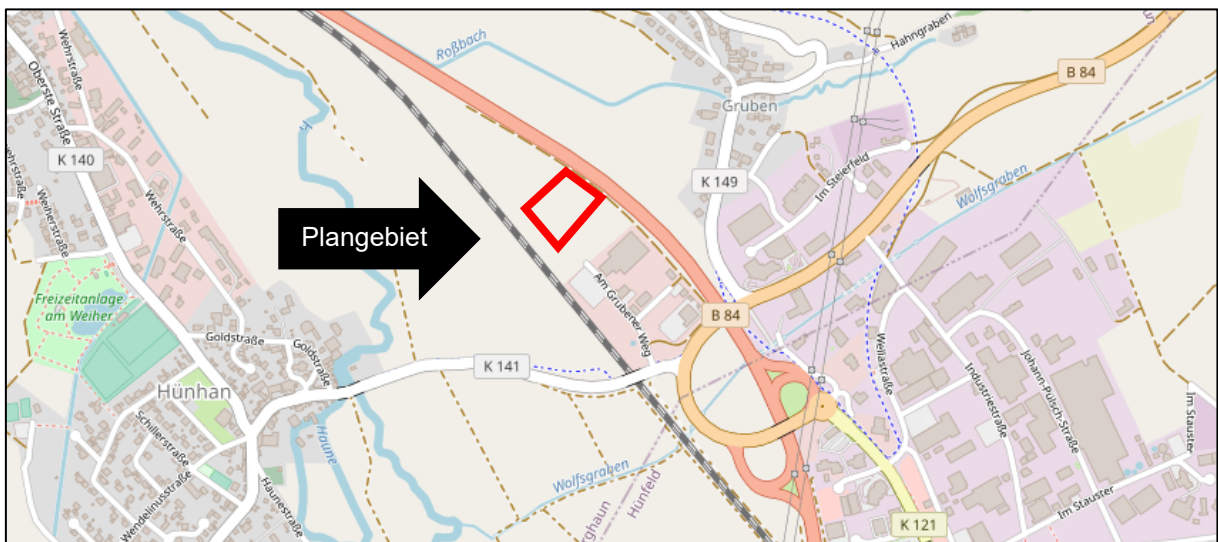 Roßbach
Hahngraben
B 84
Gruben
Wehrstraße
Oberste Straße
K 140
Wehrstraße
Weiherstraße
Wehrstraße
K 149
Im Steierfeld
Wolfsgraben
Plangebiet
Freizeitanlage
am Weiher
Goldstraße
Goldstraße
Am Grubener Weg
B 84
K 141
Hünhan
Wellastraße
Industriestraße
Johann-Pülsch-Straße
Im Stauster
Schillerstraße
Haune
Wolfsgraben
Wendelinusstraße
Haunestraße
Hünfeld
Im Stauster
K 121